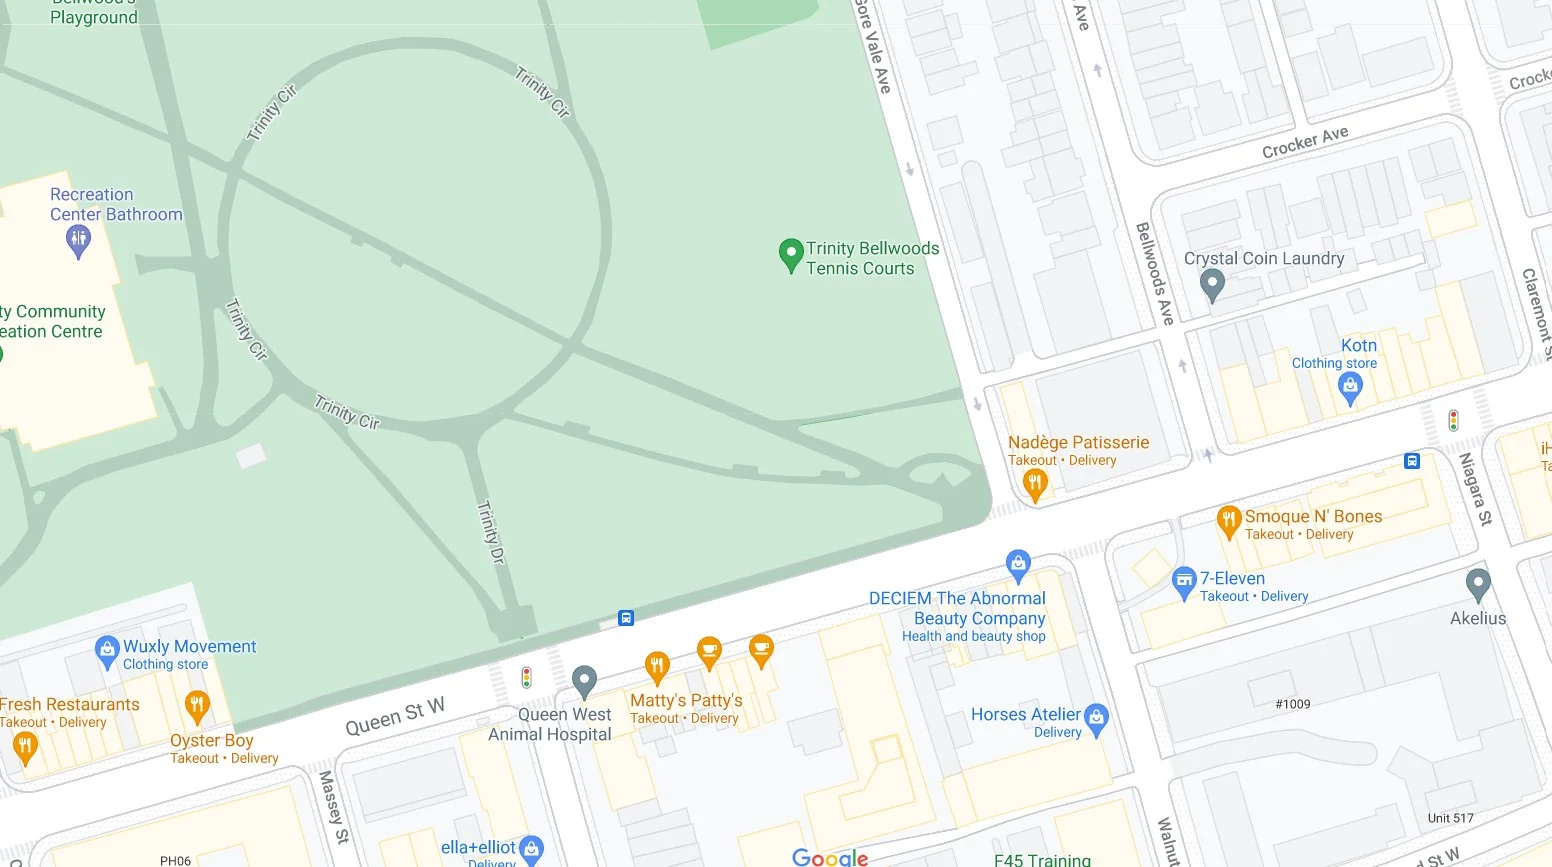 Bellwood's
Playground
Gore Vale Ave
Ave
Trinity Cir
Trinity Cir
Crocke
Crocker Ave
Recreation
Center Bathroom
Trinity Bellwoods
Tennis Courts
Bellwoods Ave
Crystal Coin Laundry
Claremont St
ty Community
eation Centre
Trinity Cir
Kotn
Clothing store
Trinity Cir
Nadège Patisserie
Takeout • Delivery
iH
Ta
Niagara St
Trinity Dr
Smoque N' Bones
Takeout • Delivery
DECIEM The Abnormal
Beauty Company
Health and beauty shop
7-Eleven
Takeout • Delivery
Akelius
Wuxly Movement
Clothing store
Fresh Restaurants
Takeout • Delivery
Oyster Boy
Takeout • Delivery
Queen St W
Queen West
Animal Hospital
Matty's Patty's
Takeout • Delivery
Horses Atelier
Delivery
#1009
Massey St
ella+elliot
Delivery
PH06
Google
F45 Training
Walnut
Unit 517
d St W